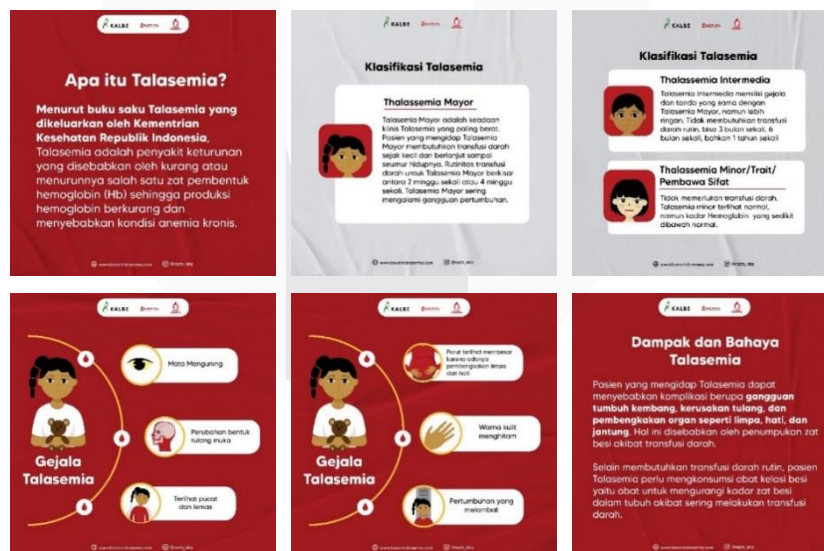 KALBE
Apa itu Talasemia?
Menurut buku saku Talasemia yang
dikeluarkan oleh Kementrian
Kesehatan Republik Indonesia,
Talasemia adalah penyakit keturunan
yang disebabkan oleh kurang atau
menurunnya salah satu zat pembentuk
hemoglobin (Hb) sehingga produksi
hemoglobin berkurang dan
menyebabkan kondisi anemia kronis.
KALBE
Klasifikasi Talasemia
Thalassemia Mayor
Talasemia Mayor adalah keadaan
klinis Talasemia yang paling berat.
Pasien yang mengidap Talasemia
Mayor membutuhkan transfusi darah
sejak kecil dan berlanjut sampai
seumur hidupnya. Rutinitas transfusi
darah untuk Talasemia Mayor berkisar
antara 2 minggu sekali atau 4 minggu
sekali. Talasemia Mayor sering
mengalami gangguan pertumbuhan.
KALBE
Klasifikasi Talasemia
Thalassemia Intermedia
Talasemia Intermedia memiliki gejala
dan tanda yang sama dengan
Talasemia Mayor, namun lebih
ringan. Tidak membutuhkan transfusi
darah rutin, bisa 3 bulan sekali, 6
bulan sekali, bahkan 1 tahun sekali
Thalassemia Minor/Trait/
Pembawa Sifat
Tidak memerlukan transfusi darah.
Talasemia minor terlihat normal,
namun kadar Hemoglobin yang sedikit
dibawah normal.
KALBE
Gejala
Talasemia
Mata Menguning
Perubahan bentuk
tulang muka
Terlihat pucat
dan lemas
KALBE
Gejala
Talasemia
Perut terlihat membesar
karena adanya
pembengkakan limpa
dan hati
Warna kulit
menghitam
Pertumbuhan yang
melambat
KALBE
Dampak dan Bahaya
Talasemia
Pasien yang mengidap Talasemia dapat
menyebabkan komplikasi berupa gangguan
tumbuh kembang, kerusakan tulang, dan
pembengkakan organ seperti limpa, hati, dan
jantung. Hal ini disebabkan oleh penumpukan zat
besi akibat transfusi darah.
Selain membutuhkan transfusi darah rutin, pasien
Talasemia perlu mengkonsumsi obat kelasi besi
yaitu obat untuk mengurangi kadar zat besi
dalam tubuh akibat sering melakukan transfusi
darah.